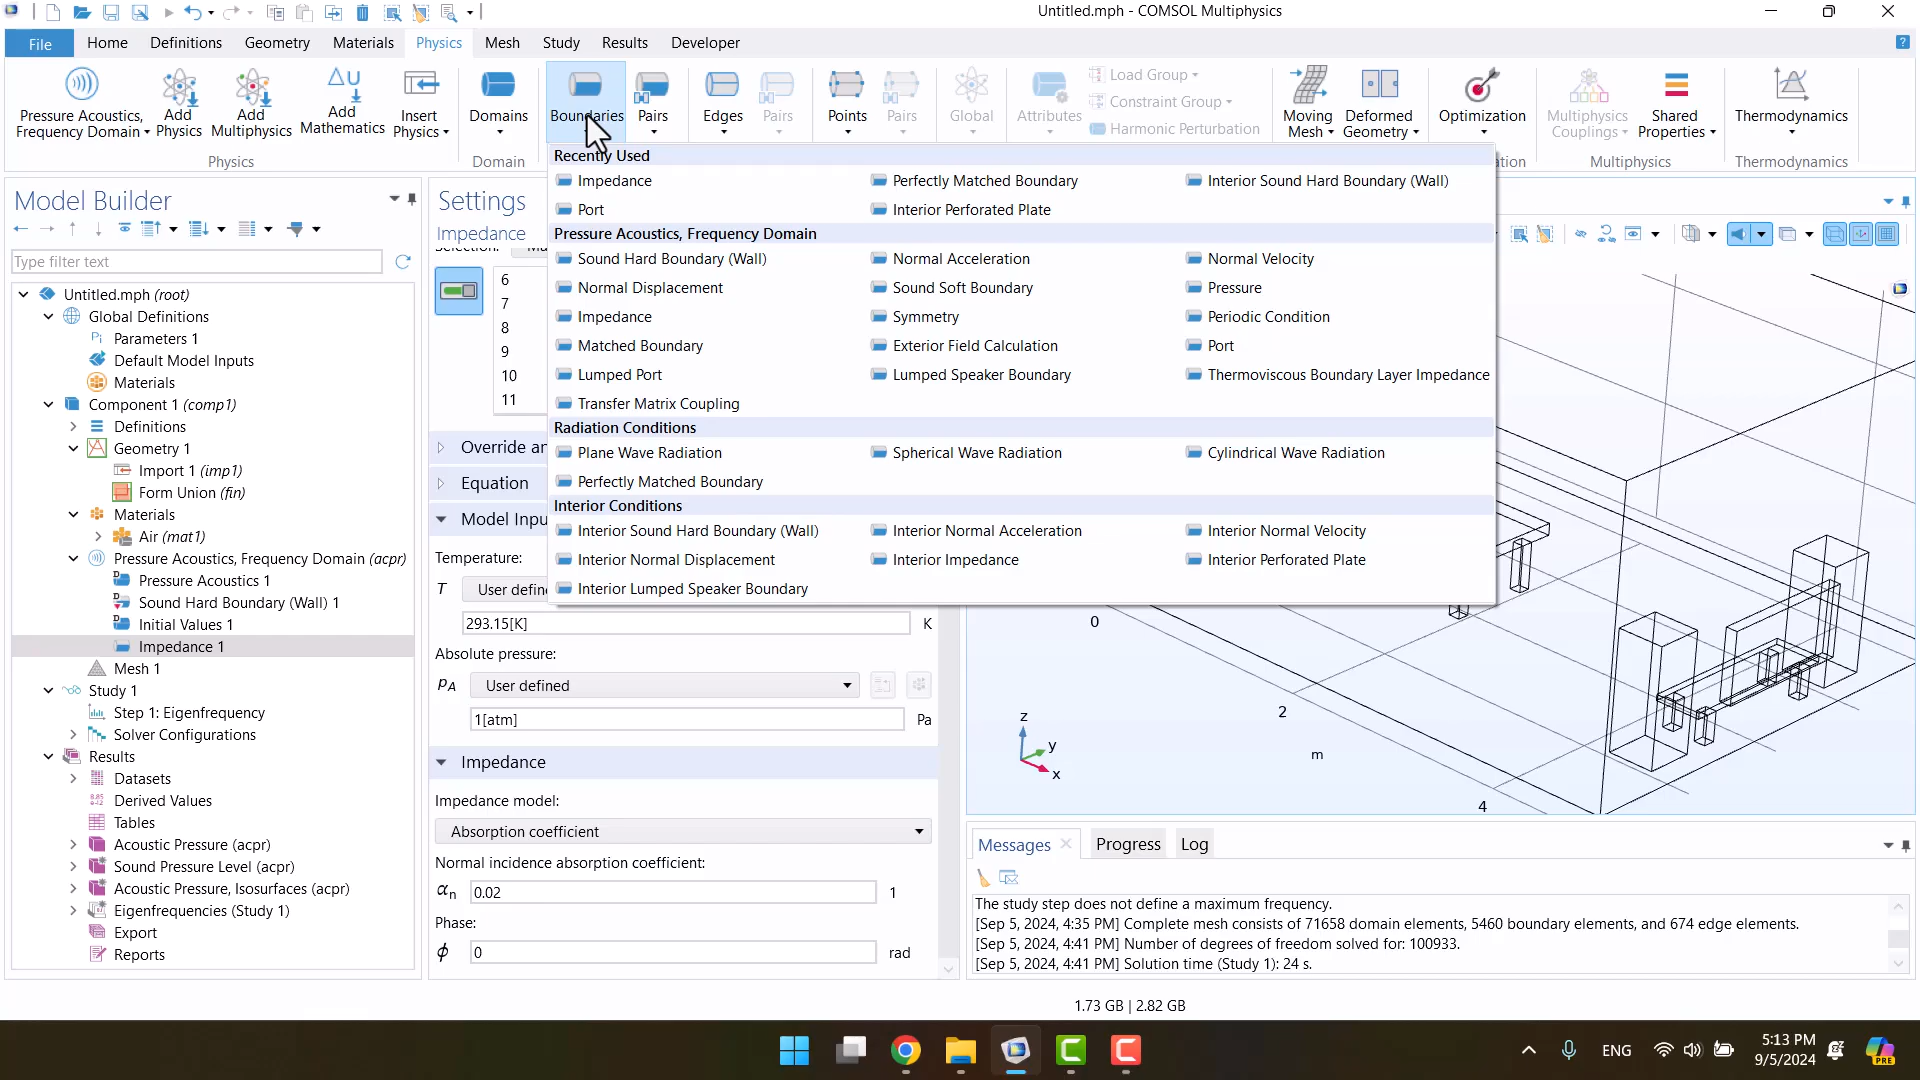 Untitled.mph - COMSOL Multiphysics
File Home Definitions Geometry Materials Physics Mesh Study Results Developer
Pressure Acoustics, Frequency Domain
Add Physics
Add Multiphysics
Add Mathematics
Insert Physics
Domains
Boundaries
Pairs
Edges
Pairs
Points
Pairs
Global
Attributes
Load Group
Constraint Group
Harmonic Perturbation
Moving Mesh
Deformed Geometry
Optimization
Multiphysics Couplings
Shared Properties
Thermodynamics
Physics
Domain
Multiphysics
Thermodynamics
Model Builder
Type filter text
Untitled.mph (root)
Global Definitions
Parameters 1
Default Model Inputs
Materials
Component 1 (comp1)
Definitions
Geometry 1
Import 1 (imp1)
Form Union (fin)
Materials
Air (mat1)
Pressure Acoustics, Frequency Domain (acpr)
Pressure Acoustics 1
Sound Hard Boundary (Wall) 1
Initial Values 1
Impedance 1
Mesh 1
Study 1
Step 1: Eigenfrequency
Solver Configurations
Results
Datasets
Derived Values
Tables
Acoustic Pressure (acpr)
Sound Pressure Level (acpr)
Acoustic Pressure, Isosurfaces (acpr)
Eigenfrequencies (Study 1)
Export
Reports
Settings
Impedance
6
7
8
9
10
11
Override an
Equation
Model Inpu
Temperature:
T User define
293.15[K] K
Absolute pressure:
pA User defined
1[atm] Pa
Impedance
Impedance model:
Absorption coefficient
Normal incidence absorption coefficient:
αn 0.02 1
Phase:
ϕ 0 rad
Recently Used
Impedance Perfectly Matched Boundary Interior Sound Hard Boundary (Wall)
Port Interior Perforated Plate
Pressure Acoustics, Frequency Domain
Sound Hard Boundary (Wall) Normal Acceleration Normal Velocity
Normal Displacement Sound Soft Boundary Pressure
Impedance Symmetry Periodic Condition
Matched Boundary Exterior Field Calculation Port
Lumped Port Lumped Speaker Boundary Thermoviscous Boundary Layer Impedance
Transfer Matrix Coupling
Radiation Conditions
Plane Wave Radiation Spherical Wave Radiation Cylindrical Wave Radiation
Perfectly Matched Boundary
Interior Conditions
Interior Sound Hard Boundary (Wall) Interior Normal Acceleration Interior Normal Velocity
Interior Normal Displacement Interior Impedance Interior Perforated Plate
Interior Lumped Speaker Boundary
0
2
m
4
z
y
x
Messages Progress Log
The study step does not define a maximum frequency.
[Sep 5, 2024, 4:35 PM] Complete mesh consists of 71658 domain elements, 5460 boundary elements, and 674 edge elements.
[Sep 5, 2024, 4:41 PM] Number of degrees of freedom solved for: 100933.
[Sep 5, 2024, 4:41 PM] Solution time (Study 1): 24 s.
1.73 GB | 2.82 GB
ENG
5:13 PM
9/5/2024
PRE